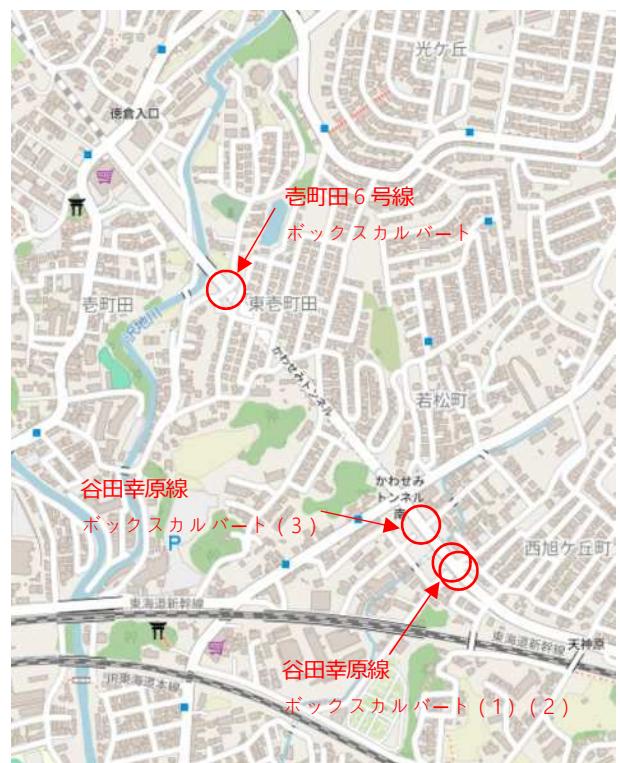 光ケ丘
徳倉入口
壱町田6号線
ボックスカルバート
壱町田
東壱町田
かわせみトンネル
若松町
かわせみ
トンネル
南
谷田幸原線
ボックスカルバート(3)
P
西旭ケ丘町
東海道新幹線
東海道新幹線
天神原
谷田幸原線
JR東海道本線
ボックスカルバート(1)(2)